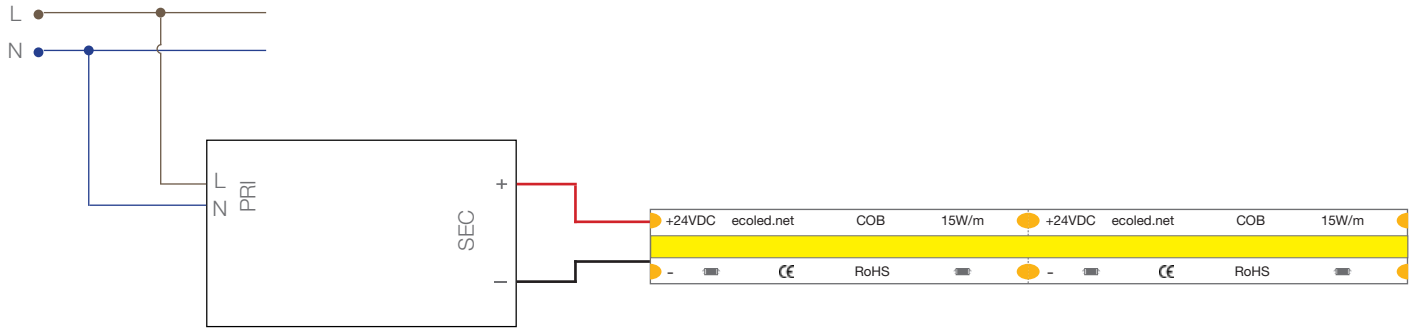 L
N
L
N
PRI
SEC
+
–
+24VDC ecoled.net COB 15W/m +24VDC ecoled.net COB 15W/m
- CE RoHS - CE RoHS